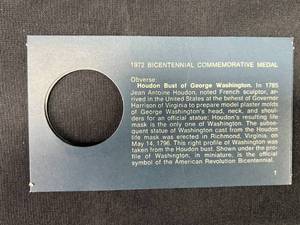 1972 BICENTENNIAL COMMEMORATIVE MEDAL
Obverse:
Houdon Bust of George Washington. In 1785
Jean Antoine Houdon, noted French sculptor, ar-
rived in the United States at the behest of Governor
Harrison of Virginia to prepare model plaster molds
of George Washington's head, neck, and shoul-
ders for an official statue; Houdon's resulting life
mask is the only one of Washington. The subse-
quent statue of Washington cast from the Houdon
life mask was erected in Richmond, Virginia, on
May 14, 1796. This right profile of Washington was
taken from the Houdon bust. Shown under the pro-
file of Washington, in miniature, is the official
symbol of the American Revolution Bicentennial.
1